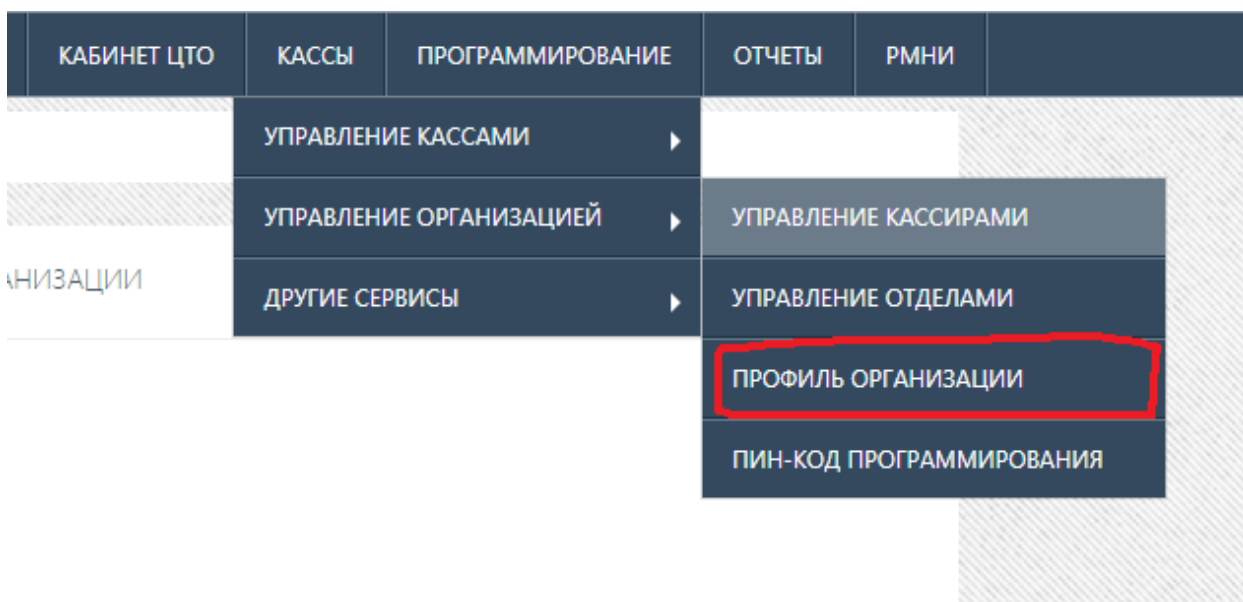 КАБИНЕТ ЦТО КАССЫ ПРОГРАММИРОВАНИЕ ОТЧЕТЫ РМНИ
УПРАВЛЕНИЕ КАССАМИ
УПРАВЛЕНИЕ ОРГАНИЗАЦИЕЙ УПРАВЛЕНИЕ КАССИРАМИ
ДРУГИЕ СЕРВИСЫ УПРАВЛЕНИЕ ОТДЕЛАМИ
ПРОФИЛЬ ОРГАНИЗАЦИИ
ПИН-КОД ПРОГРАММИРОВАНИЯ